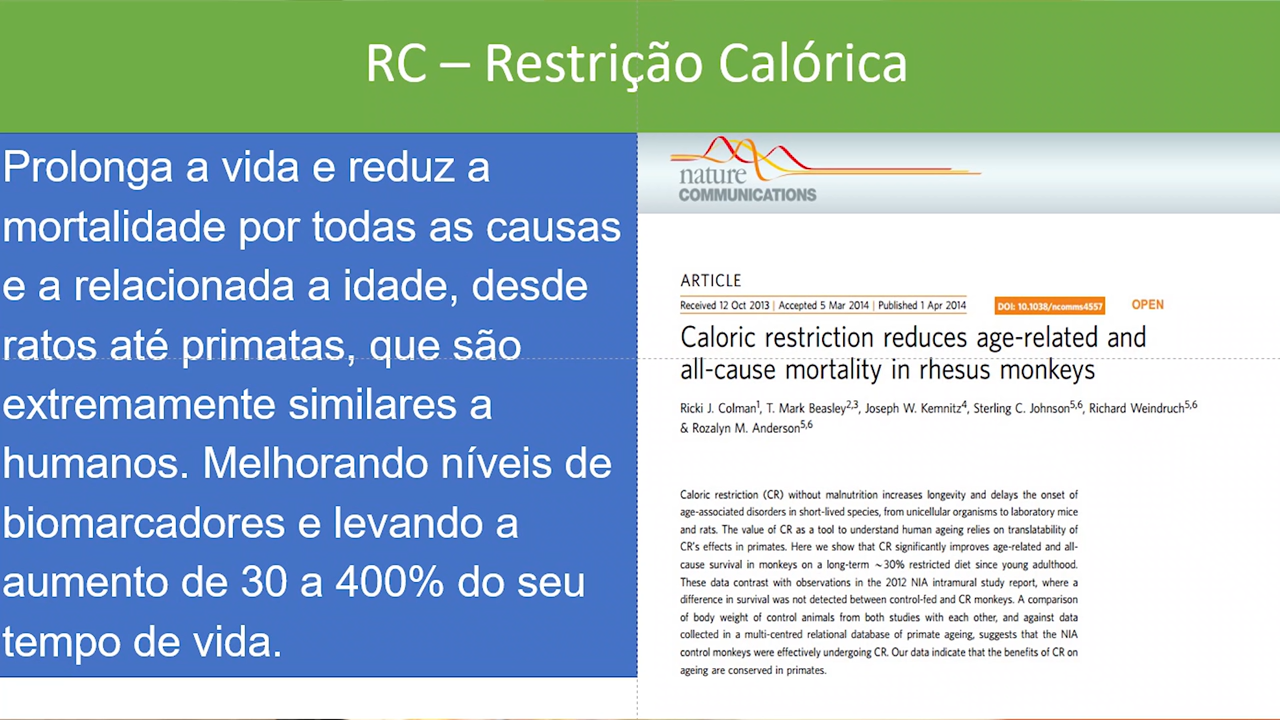 RC – Restrição Calórica
Prolonga a vida e reduz a
mortalidade por todas as causas
e a relacionada a idade, desde
ratos até primatas, que são
extremamente similares a
humanos. Melhorando níveis de
biomarcadores e levando a
aumento de 30 a 400% do seu
tempo de vida.
nature
COMMUNICATIONS
ARTICLE
Received 12 Oct 2013 | Accepted 5 Mar 2014 | Published 1 Apr 2014
DOI: 10.1038/ncomms4557
OPEN
Caloric restriction reduces age-related and
all-cause mortality in rhesus monkeys
Ricki J. Colman1, T. Mark Beasley2,3, Joseph W. Kemnitz4, Sterling C. Johnson5,6, Richard Weindruch5,6
& Rozalyn M. Anderson5,6
Caloric restriction (CR) without malnutrition increases longevity and delays the onset of
age-associated disorders in short-lived species, from unicellular organisms to laboratory mice
and rats. The value of CR as a tool to understand human ageing relies on translatability of
CR's effects in primates. Here we show that CR significantly improves age-related and all-
cause survival in monkeys on a long-term ~30% restricted diet since young adulthood.
These data contrast with observations in the 2012 NIA intramural study report, where a
difference in survival was not detected between control-fed and CR monkeys. A comparison
of body weight of control animals from both studies with each other, and against data
collected in a multi-centred relational database of primate ageing, suggests that the NIA
control monkeys were effectively undergoing CR. Our data indicate that the benefits of CR on
ageing are conserved in primates.